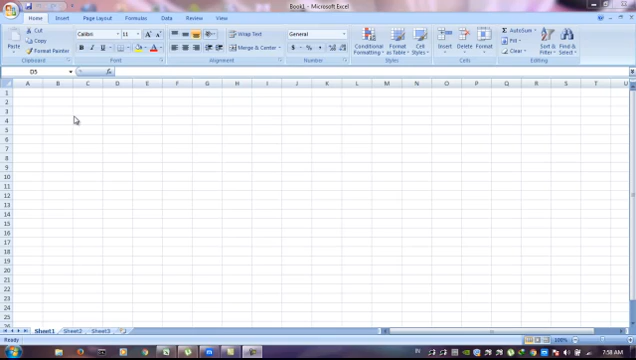 Book1 - Microsoft Excel
Home Insert Page Layout Formulas Data Review View
Paste Cut Copy Format Painter Clipboard
Calibri 11 B I U Font
Wrap Text Merge & Center Alignment
General $ % , Number
Conditional Formatting Format as Table Cell Styles Styles
Insert Delete Format Cells
AutoSum Fill Clear Sort & Filter Find & Select Editing
D5 fx
A B C D E F G H I J K L M N O P Q R S T U
1
2
3
4
5
6
7
8
9
10
11
12
13
14
15
16
17
18
19
20
21
22
23
24
25
26
Sheet1 Sheet2 Sheet3
Ready 100%
7:58 AM